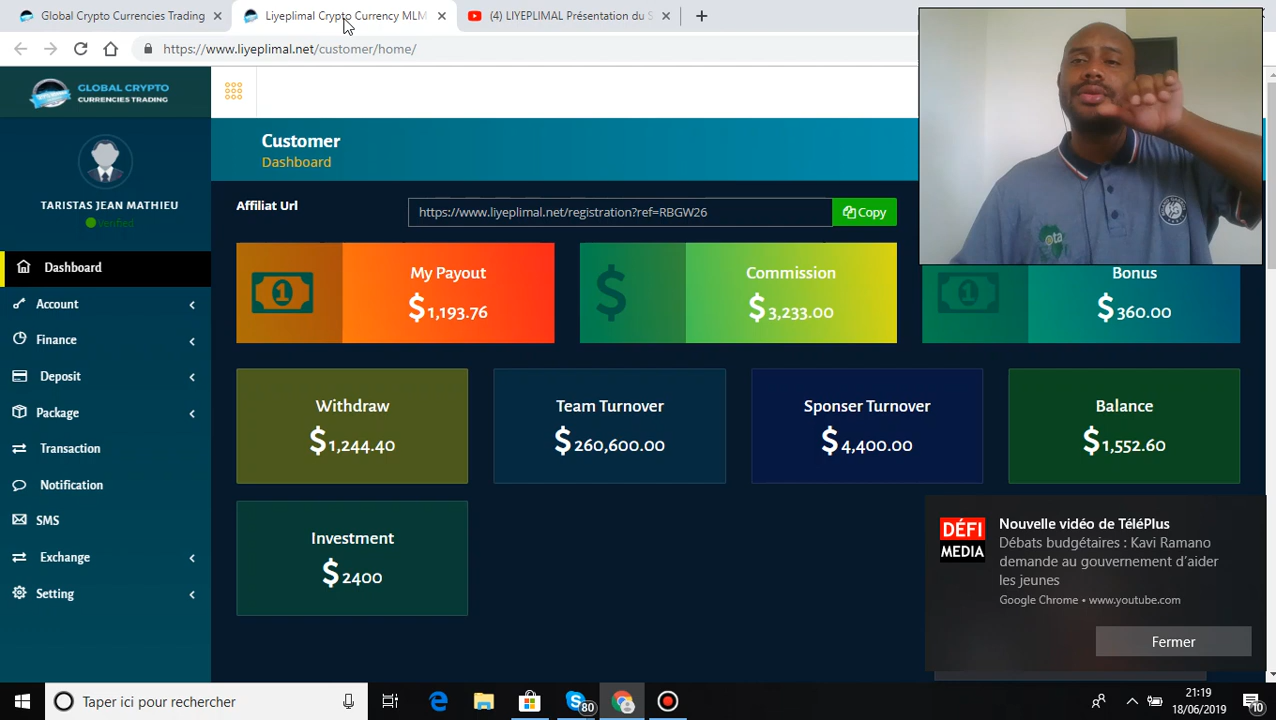 Global Crypto Currencies Trading
Liyeplimal Crypto Currency MLM
(4) LIYEPLIMAL Présentation du S
https://www.liyeplimal.net/customer/home/
GLOBAL CRYPTO
CURRENCIES TRADING
TARISTAS JEAN MATHIEU
Verified
Dashboard
Account
Finance
Deposit
Package
Transaction
Notification
SMS
Exchange
Setting
Customer
Dashboard
Affiliat Url
https://www.liyeplimal.net/registration?ref=RBGW26
Copy
My Payout
$1,193.76
Commission
$3,233.00
Bonus
$360.00
Withdraw
$1,244.40
Team Turnover
$260,600.00
Sponser Turnover
$4,400.00
Balance
$1,552.60
Investment
$2400
DÉFI
MEDIA
Nouvelle vidéo de TéléPlus
Débats budgétaires : Kavi Ramano
demande au gouvernement d'aider
les jeunes
Google Chrome • www.youtube.com
Fermer
Taper ici pour rechercher
80
21:19
18/06/2019
10